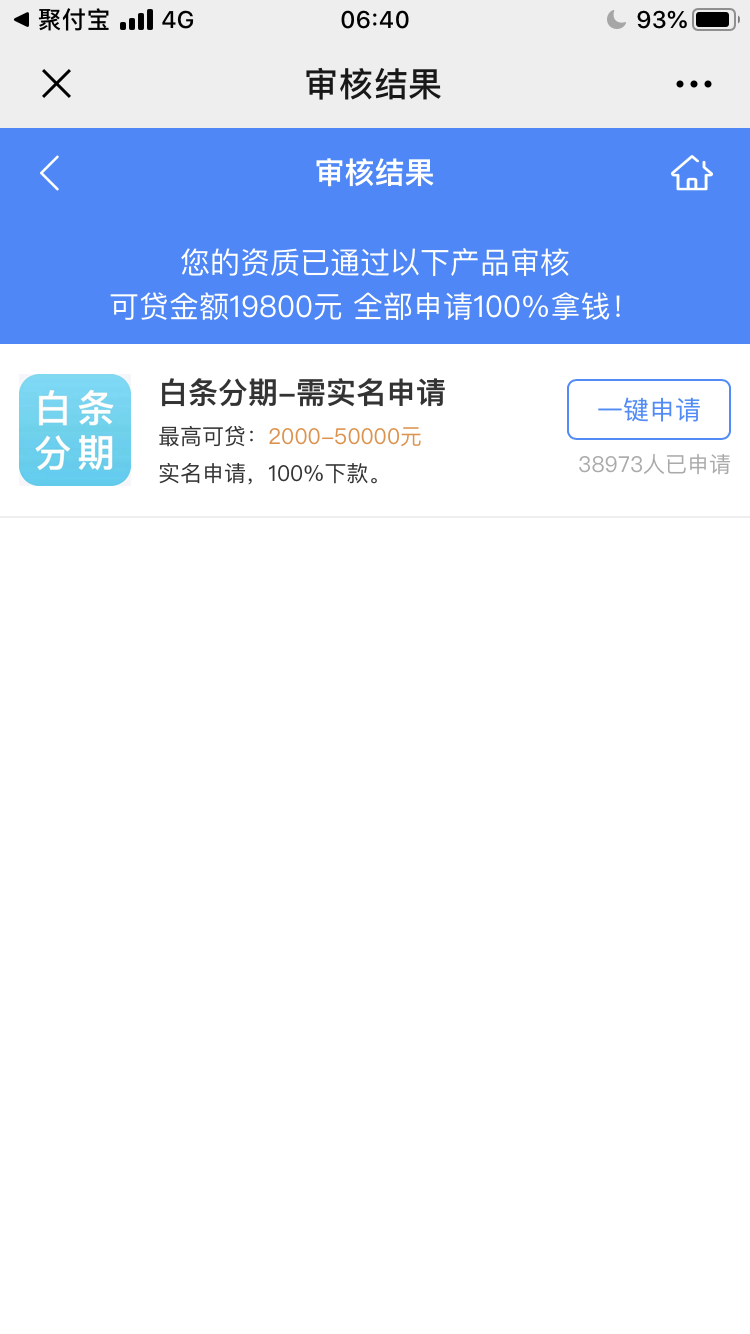 聚付宝 4G 06:40 93%
审核结果
审核结果
您的资质已通过以下产品审核
可贷金额19800元 全部申请100%拿钱！
白条
分期
白条分期-需实名申请
最高可贷：2000-50000元
实名申请，100%下款。
一键申请
38973人已申请